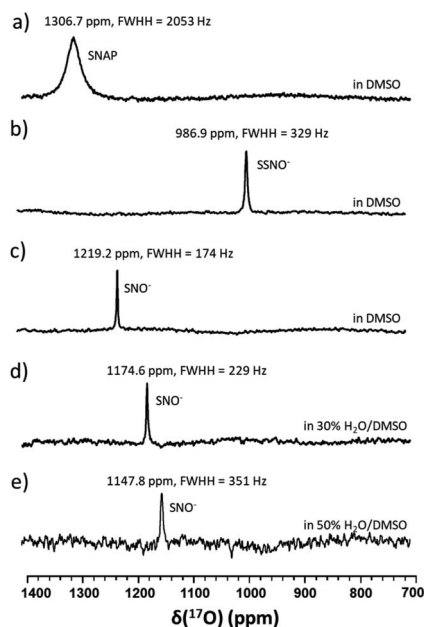 a)
1306.7 ppm, FWHH = 2053 Hz
SNAP
in DMSO
b)
986.9 ppm, FWHH = 329 Hz
SSNO⁻
in DMSO
c)
1219.2 ppm, FWHH = 174 Hz
SNO⁻
in DMSO
d)
1174.6 ppm, FWHH = 229 Hz
SNO⁻
in 30% H₂O/DMSO
e)
1147.8 ppm, FWHH = 351 Hz
SNO⁻
in 50% H₂O/DMSO
1400 1300 1200 1100 1000 900 800 700
δ(¹⁷O) (ppm)